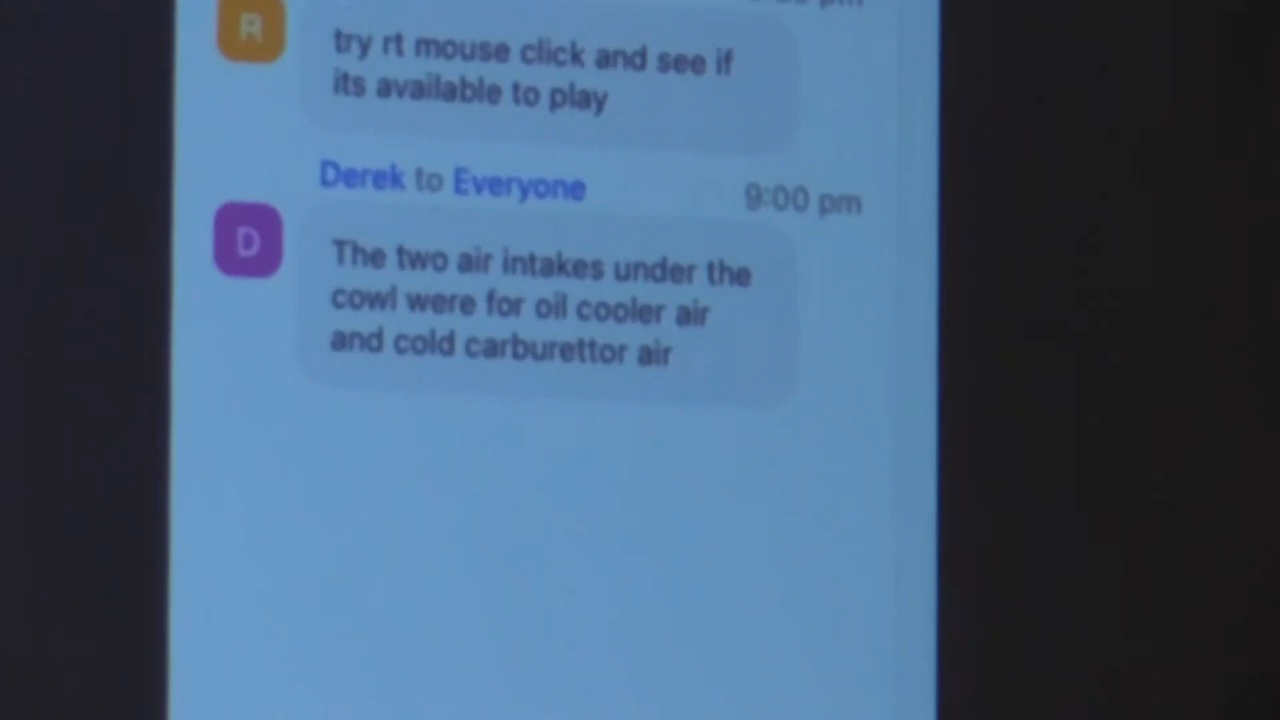 R
try rt mouse click and see if
its available to play
Derek to Everyone 9:00 pm
D
The two air intakes under the
cowl were for oil cooler air
and cold carburettor air